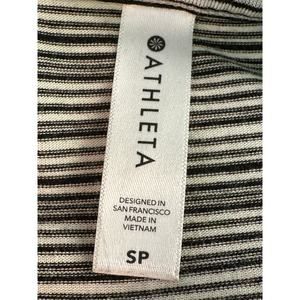 ATHLETA
DESIGNED IN
SAN FRANCISCO
MADE IN
VIETNAM
SP